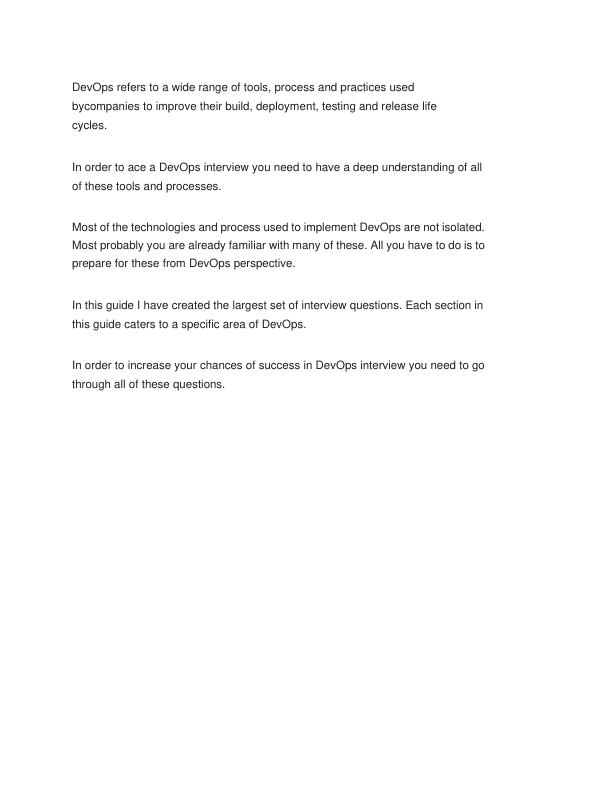 DevOps refers to a wide range of tools, process and practices used
bycompanies to improve their build, deployment, testing and release life
cycles.
In order to ace a DevOps interview you need to have a deep understanding of all
of these tools and processes.
Most of the technologies and process used to implement DevOps are not isolated.
Most probably you are already familiar with many of these. All you have to do is to
prepare for these from DevOps perspective.
In this guide I have created the largest set of interview questions. Each section in
this guide caters to a specific area of DevOps.
In order to increase your chances of success in DevOps interview you need to go
through all of these questions.